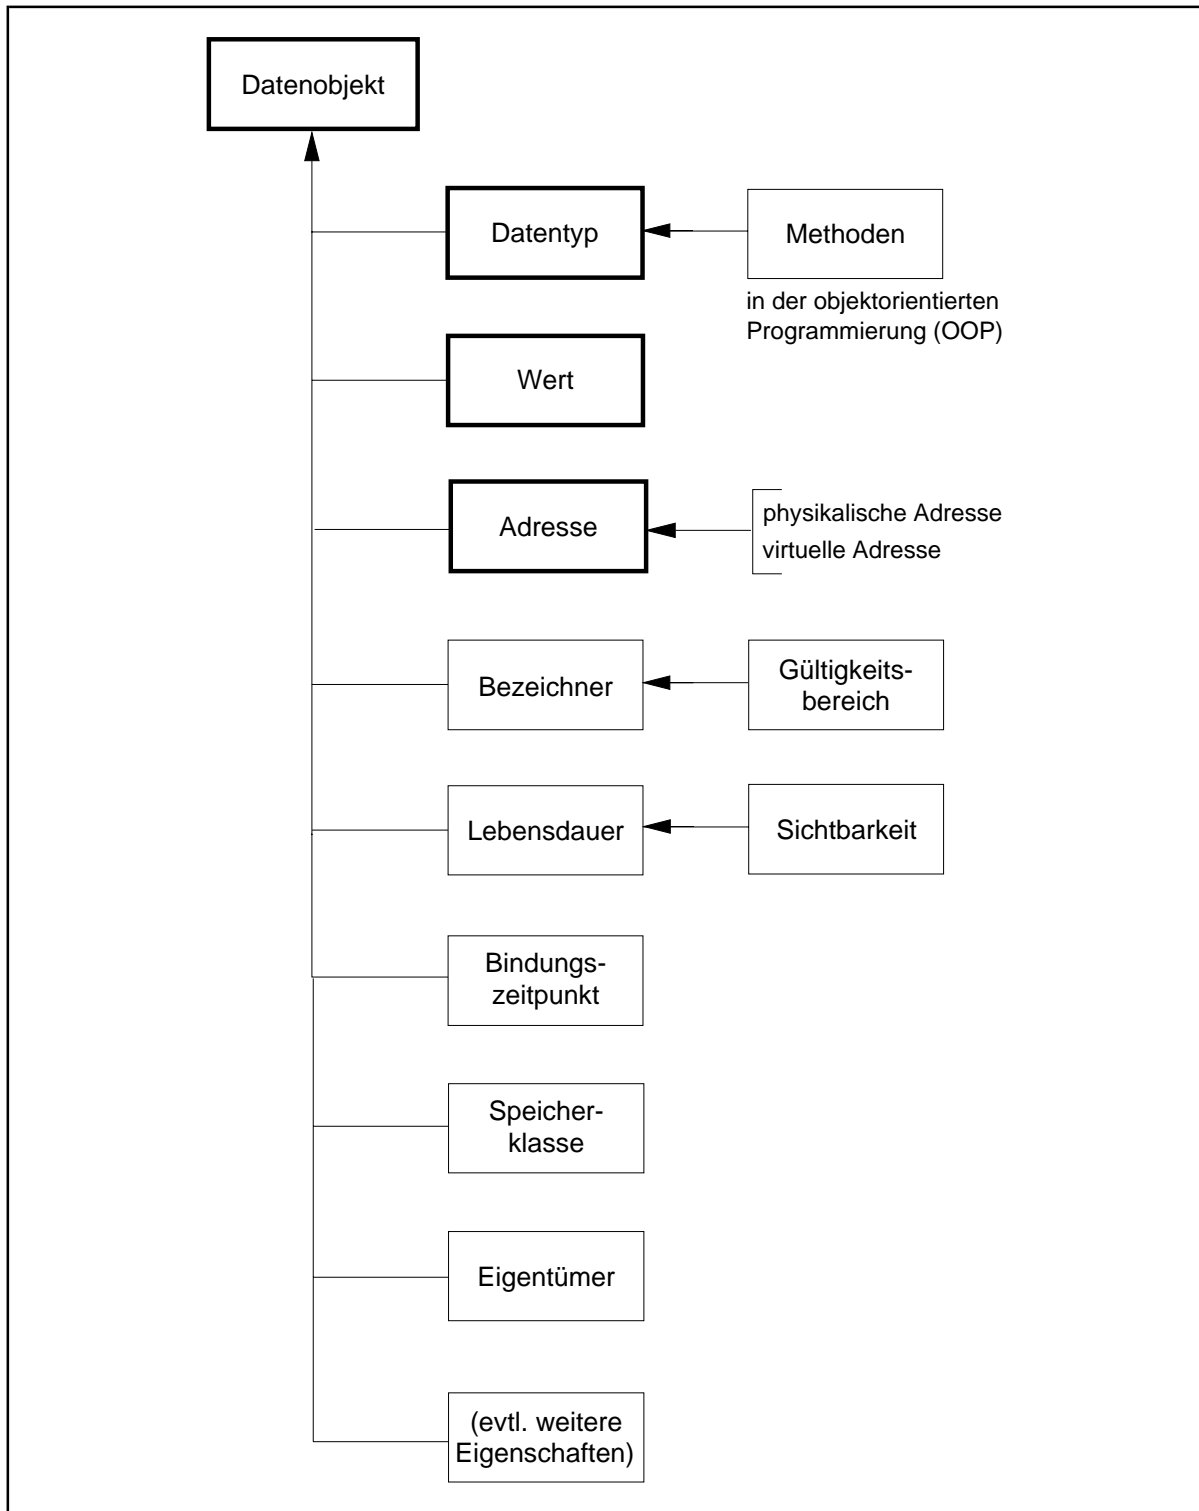 Datenobjekt
Datentyp
Methoden
in der objektorientierten
Programmierung (OOP)
Wert
Adresse
physikalische Adresse
virtuelle Adresse
Bezeichner
Gültigkeits-
bereich
Lebensdauer
Sichtbarkeit
Bindungs-
zeitpunkt
Speicher-
klasse
Eigentümer
(evtl. weitere
Eigenschaften)